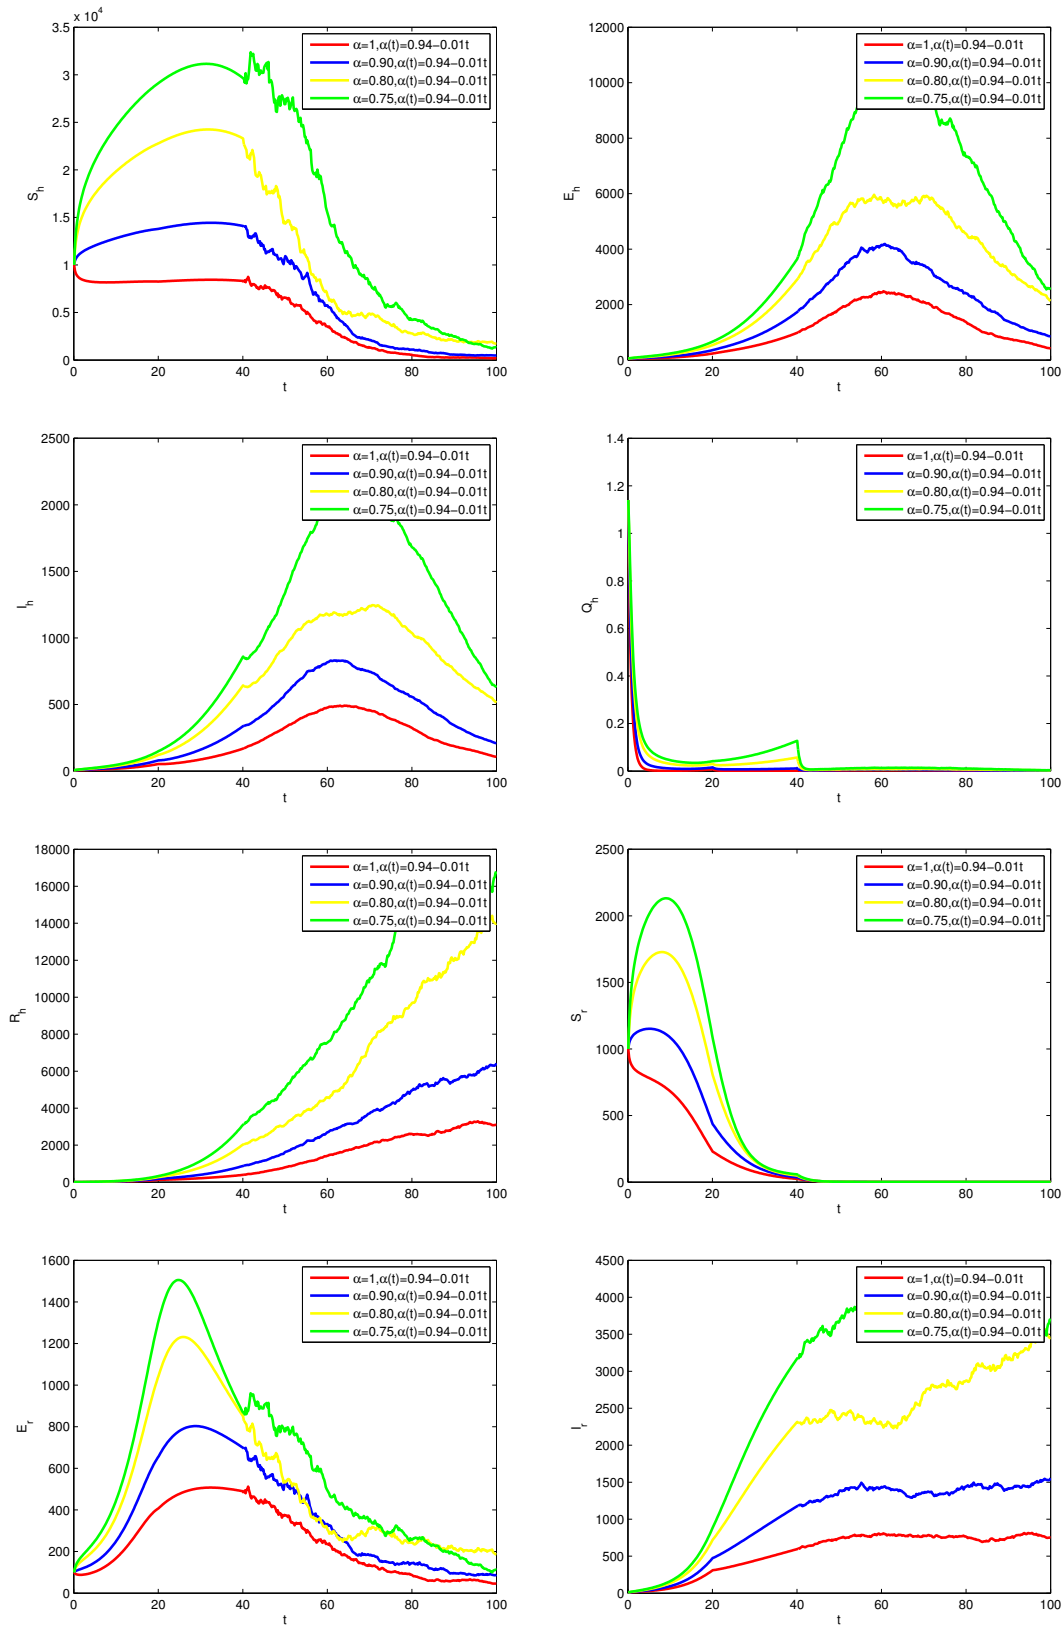 x 10⁴
3.5
3
2.5
2
1.5
1
0.5
0
S_h
0 20 40 60 80 100
t
α=1,α(t)=0.94−0.01t
α=0.90,α(t)=0.94−0.01t
α=0.80,α(t)=0.94−0.01t
α=0.75,α(t)=0.94−0.01t
12000
10000
8000
6000
4000
2000
0
E_h
0 20 40 60 80 100
t
α=1,α(t)=0.94−0.01t
α=0.90,α(t)=0.94−0.01t
α=0.80,α(t)=0.94−0.01t
α=0.75,α(t)=0.94−0.01t
2500
2000
1500
1000
500
0
I_h
0 20 40 60 80 100
t
α=1,α(t)=0.94−0.01t
α=0.90,α(t)=0.94−0.01t
α=0.80,α(t)=0.94−0.01t
α=0.75,α(t)=0.94−0.01t
1.4
1.2
1
0.8
0.6
0.4
0.2
0
Q_h
0 20 40 60 80 100
t
α=1,α(t)=0.94−0.01t
α=0.90,α(t)=0.94−0.01t
α=0.80,α(t)=0.94−0.01t
α=0.75,α(t)=0.94−0.01t
18000
16000
14000
12000
10000
8000
6000
4000
2000
0
R_h
0 20 40 60 80 100
t
α=1,α(t)=0.94−0.01t
α=0.90,α(t)=0.94−0.01t
α=0.80,α(t)=0.94−0.01t
α=0.75,α(t)=0.94−0.01t
2500
2000
1500
1000
500
0
S_r
0 20 40 60 80 100
t
α=1,α(t)=0.94−0.01t
α=0.90,α(t)=0.94−0.01t
α=0.80,α(t)=0.94−0.01t
α=0.75,α(t)=0.94−0.01t
1600
1400
1200
1000
800
600
400
200
0
E_r
0 20 40 60 80 100
t
α=1,α(t)=0.94−0.01t
α=0.90,α(t)=0.94−0.01t
α=0.80,α(t)=0.94−0.01t
α=0.75,α(t)=0.94−0.01t
4500
4000
3500
3000
2500
2000
1500
1000
500
0
I_r
0 20 40 60 80 100
t
α=1,α(t)=0.94−0.01t
α=0.90,α(t)=0.94−0.01t
α=0.80,α(t)=0.94−0.01t
α=0.75,α(t)=0.94−0.01t